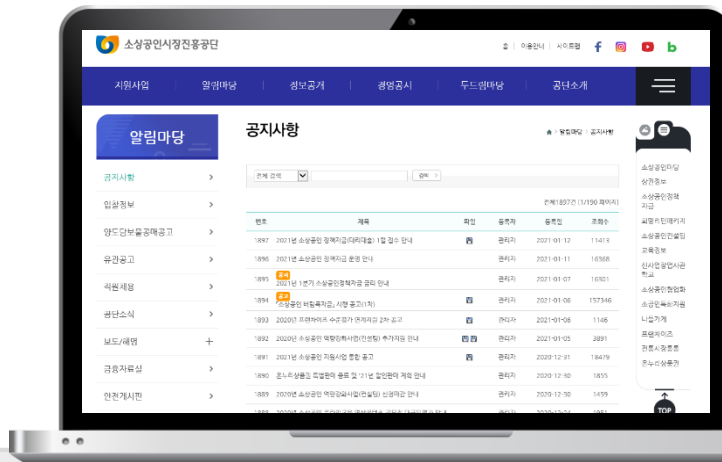 소상공인시장진흥공단
홈 | 이용안내 | 사이트맵
지원사업 알림마당 정보공개 경영공시 두드림마당 공단소개
알림마당
공지사항
입찰정보
양도담보물공매공고
유관공고
직원채용
공단소식
보도/해명
금융자료실
안전게시판
공지사항
알림마당 공지사항
전체 검색 검색
전체1897건 (1/190 페이지)
번호 제목 파일 등록자 등록일 조회수
1897 2021년 소상공인 정책자금(대리대출) 1월 접수 안내 관리자 2021-01-12 11413
1896 2021년 소상공인 정책자금 운영 안내 관리자 2021-01-11 16368
1895 공지 2021년 1분기 소상공인정책자금 금리 안내 관리자 2021-01-07 16301
1894 공고 「소상공인 버팀목자금」 시행 공고(1차) 관리자 2021-01-06 157346
1893 2020년 프랜차이즈 수준평가 연계지원 2차 공고 관리자 2021-01-06 1146
1892 2020년 소상공인 역량강화사업(컨설팅) 추가지원 안내 관리자 2021-01-05 3891
1891 2021년 소상공인 지원사업 통합 공고 관리자 2020-12-31 18479
1890 온누리상품권 특별판매 종료 및 '21년 할인판매 계획 안내 관리자 2020-12-30 1855
1889 2020년 소상공인 역량강화사업(컨설팅) 신청마감 안내 관리자 2020-12-30 1459
소상공인마당
상권정보
소상공인정책
자금
희망리턴패키지
소상공인컨설팅
교육정보
신사업창업사관
학교
소상공인협업화
소공인특화지원
나들가게
프랜차이즈
전통시장통통
온누리상품권
TOP